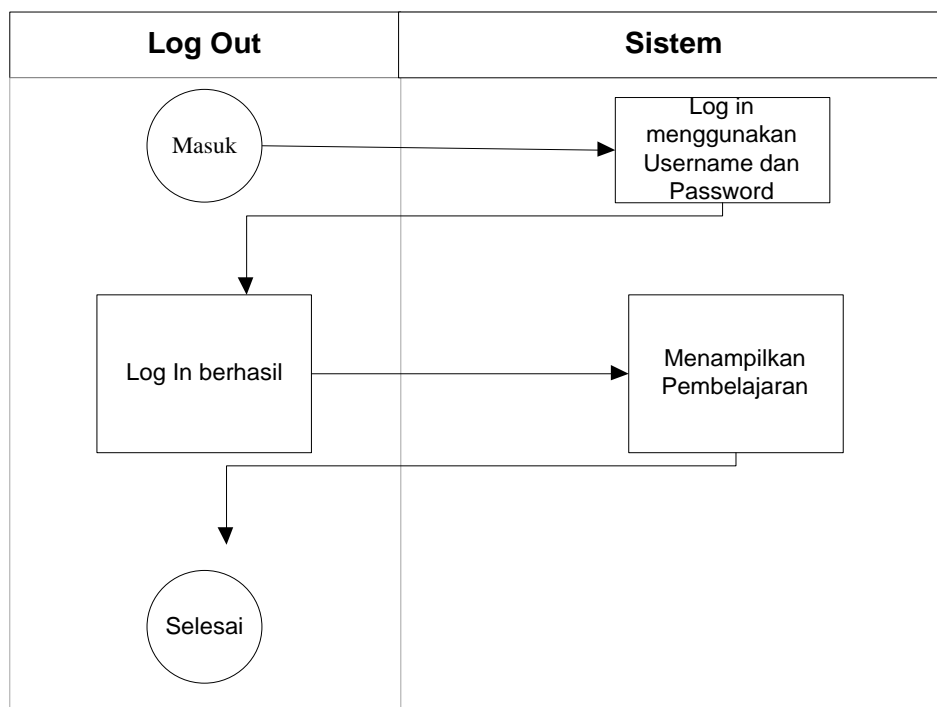 Log Out
Sistem
Masuk
Log in
menggunakan
Username dan
Password
Log In berhasil
Menampilkan
Pembelajaran
Selesai